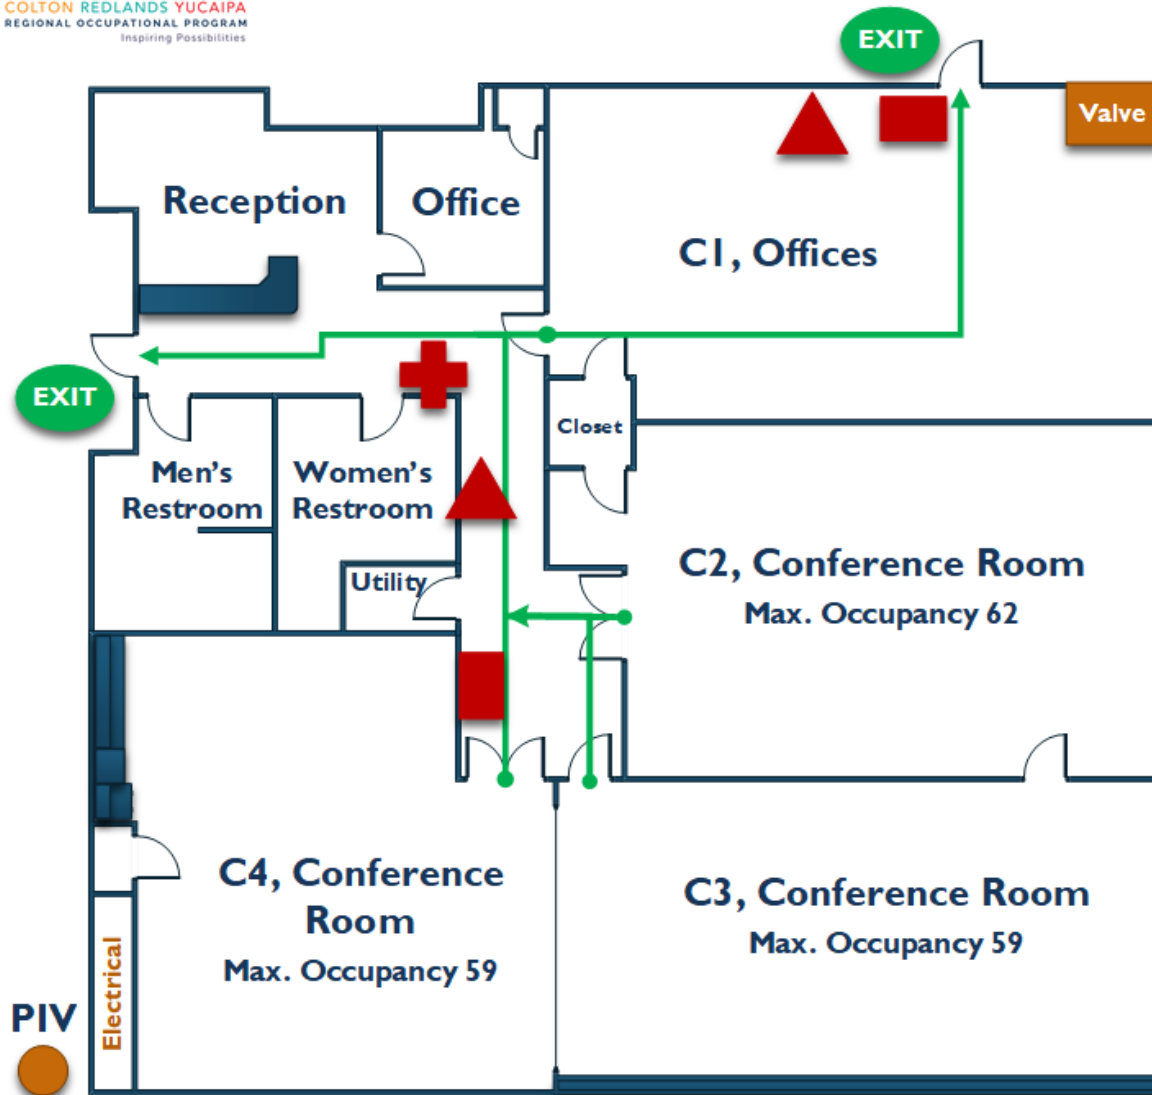 COLTON REDLANDS YUCAIPA
REGIONAL OCCUPATIONAL PROGRAM
Inspiring Possibilities
EXIT
Valve
Reception
Office
C1, Offices
EXIT
Closet
Men's
Restroom
Women's
Restroom
Utility
C2, Conference Room
Max. Occupancy 62
C4, Conference
Room
Max. Occupancy 59
C3, Conference Room
Max. Occupancy 59
Electrical
PIV